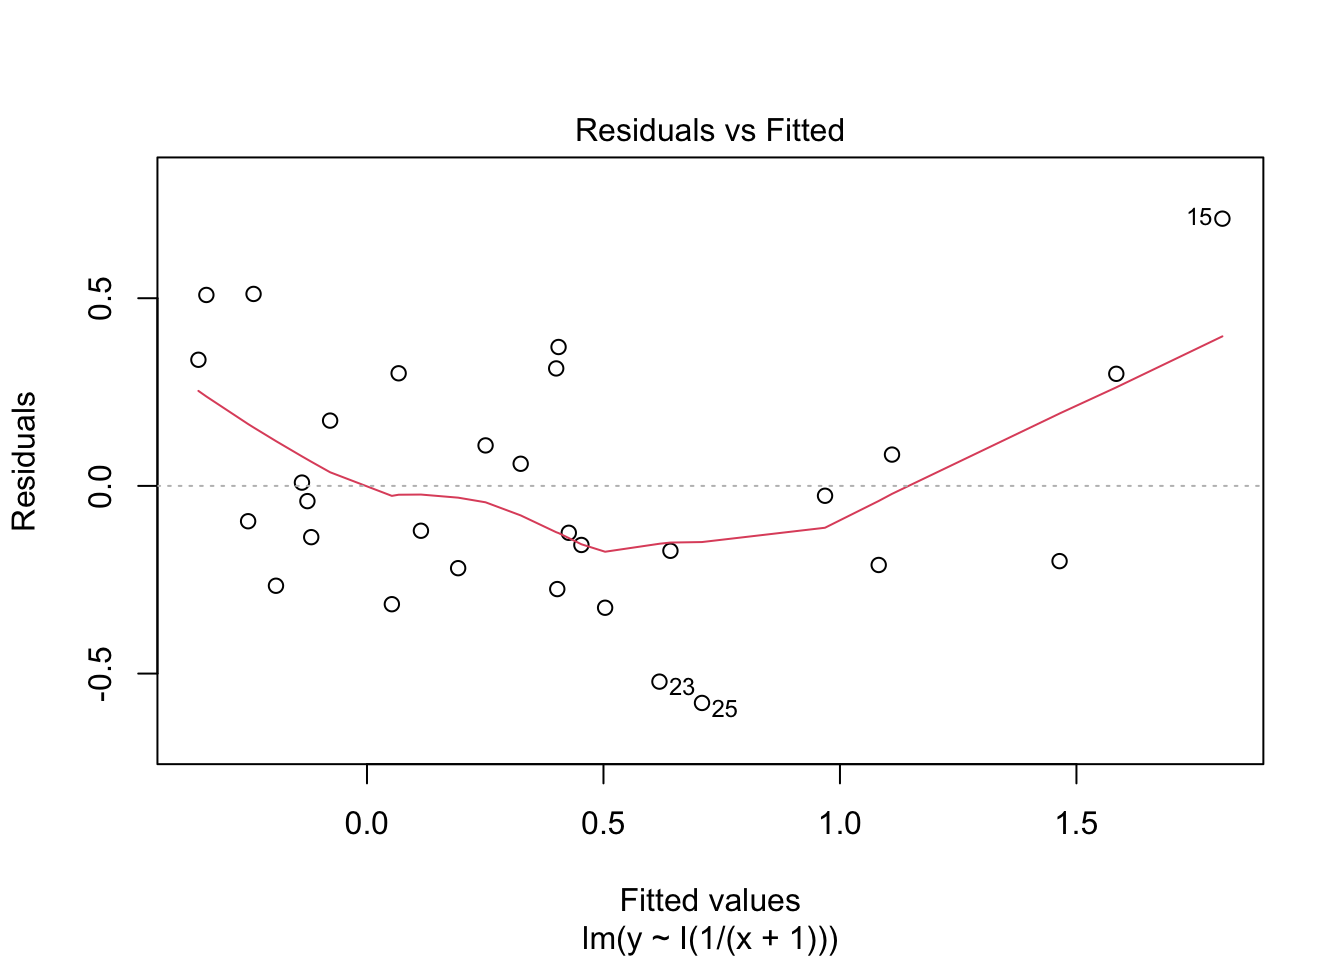 Residuals vs Fitted
Residuals
0.5
0.0
-0.5
15
23
25
0.0 0.5 1.0 1.5
Fitted values
lm(y ~ I(1/(x + 1)))